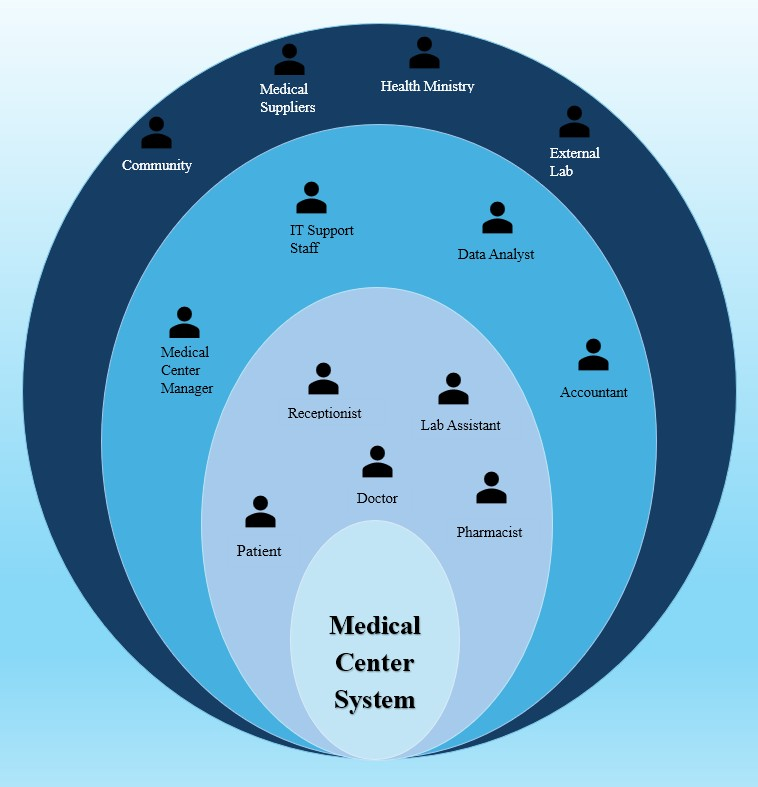 Medical
Suppliers
Health Ministry
Community
External
Lab
IT Support
Staff
Data Analyst
Medical
Center
Manager
Accountant
Receptionist
Lab Assistant
Doctor
Pharmacist
Patient
Medical
Center
System